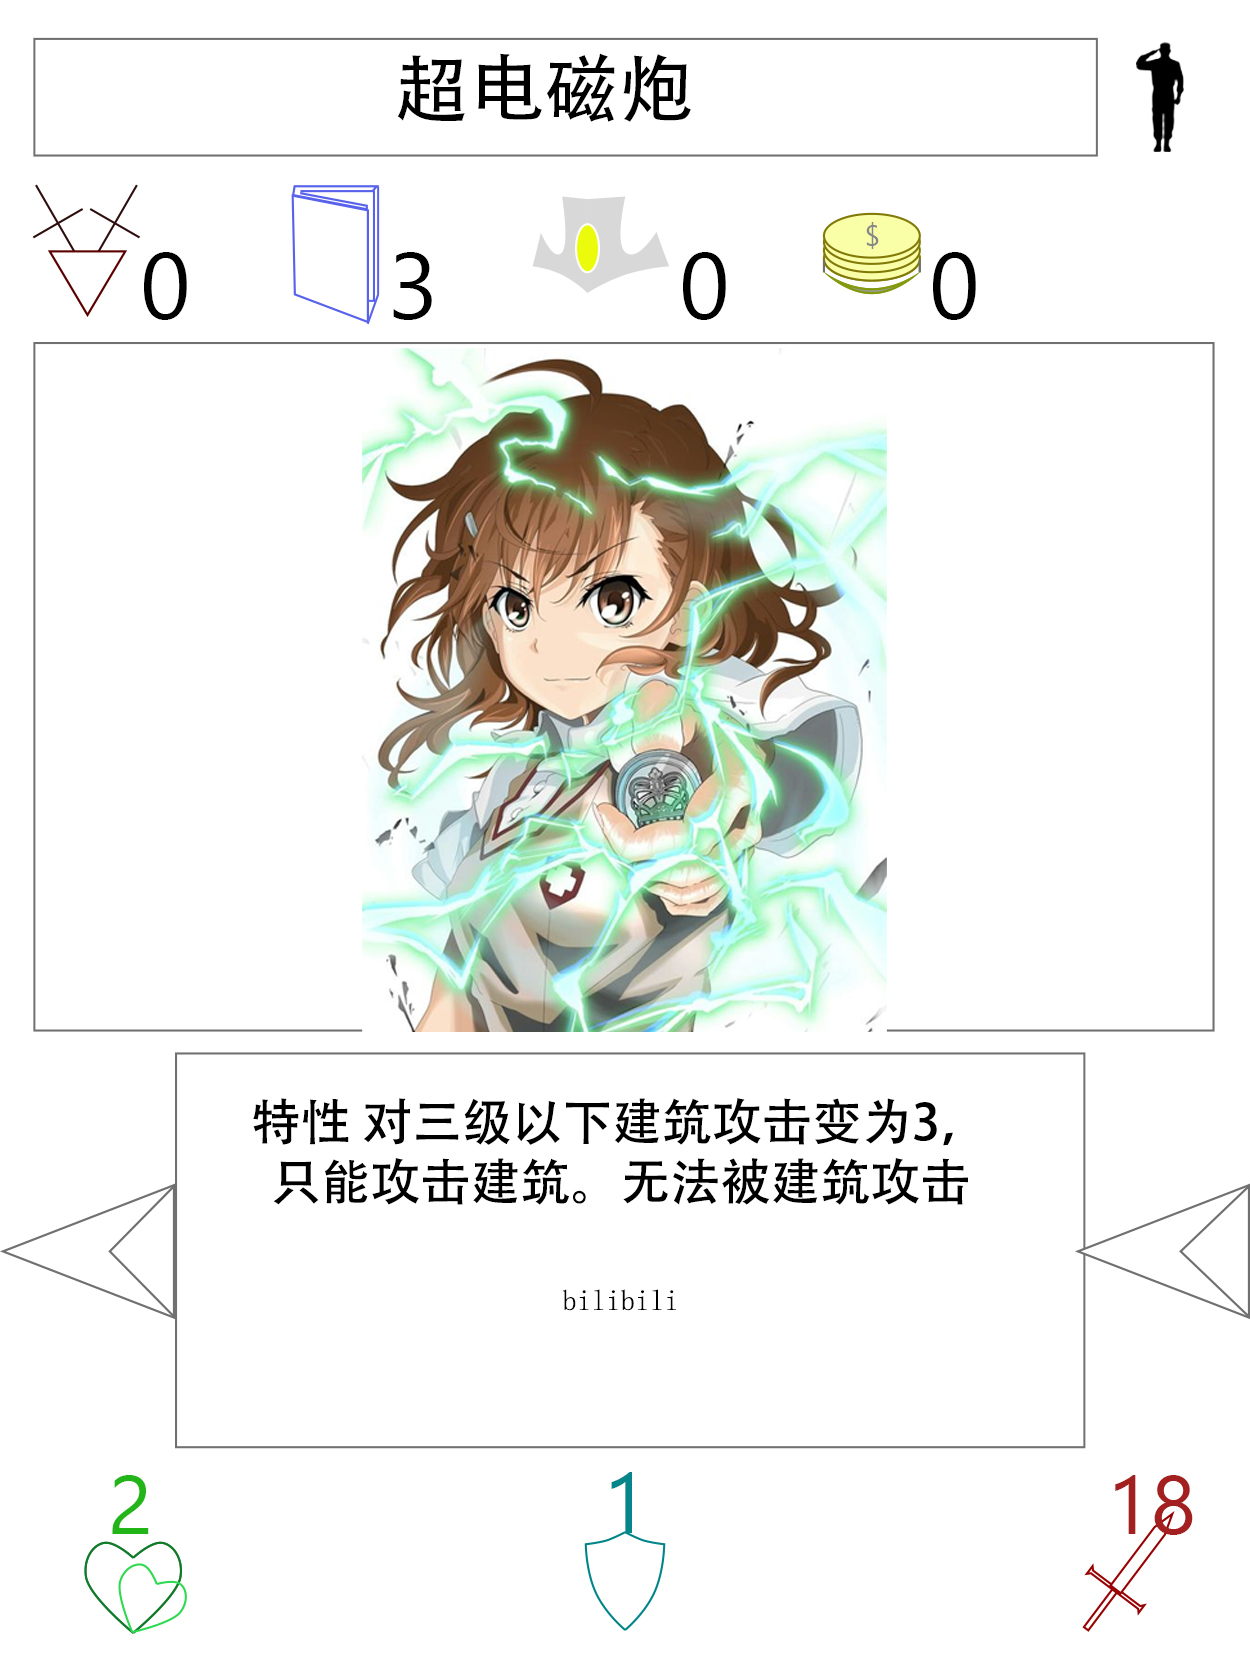 超电磁炮
0 3 0 $ 0
特性 对三级以下建筑攻击变为3,
只能攻击建筑。无法被建筑攻击
bilibili
2 1 18